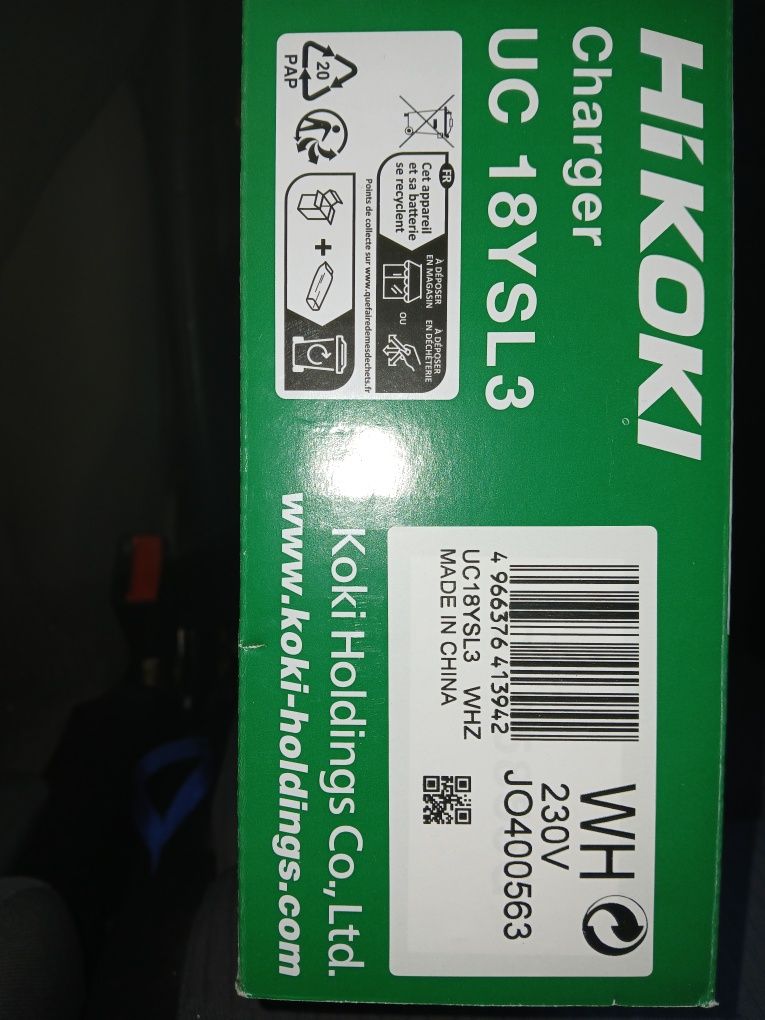 HiKOKI
Charger
UC 18YSL3
20
PAP
FR
Cet appareil
et sa batterie
se recyclent
À DÉPOSER
EN MAGASIN
OU
À DÉPOSER
EN DÉCHÈTERIE
Points de collecte sur www.quefairedemesdechets.fr
+
WH
230V
JO400563
4 966376 413942
UC18YSL3 WHZ
MADE IN CHINA
Koki Holdings Co., Ltd.
www.koki-holdings.com